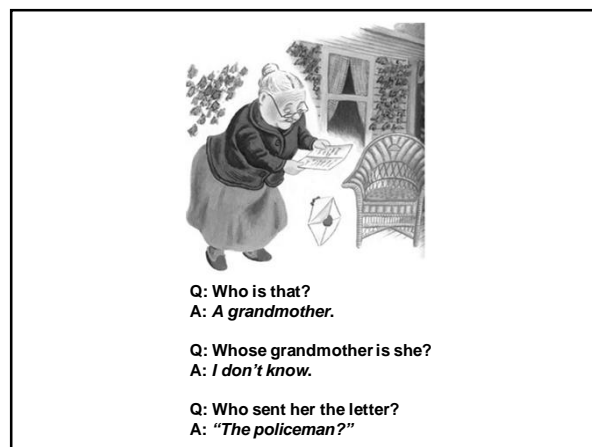 Q: Who is that?
A: A grandmother.
Q: Whose grandmother is she?
A: I don’t know.
Q: Who sent her the letter?
A: “The policeman?”